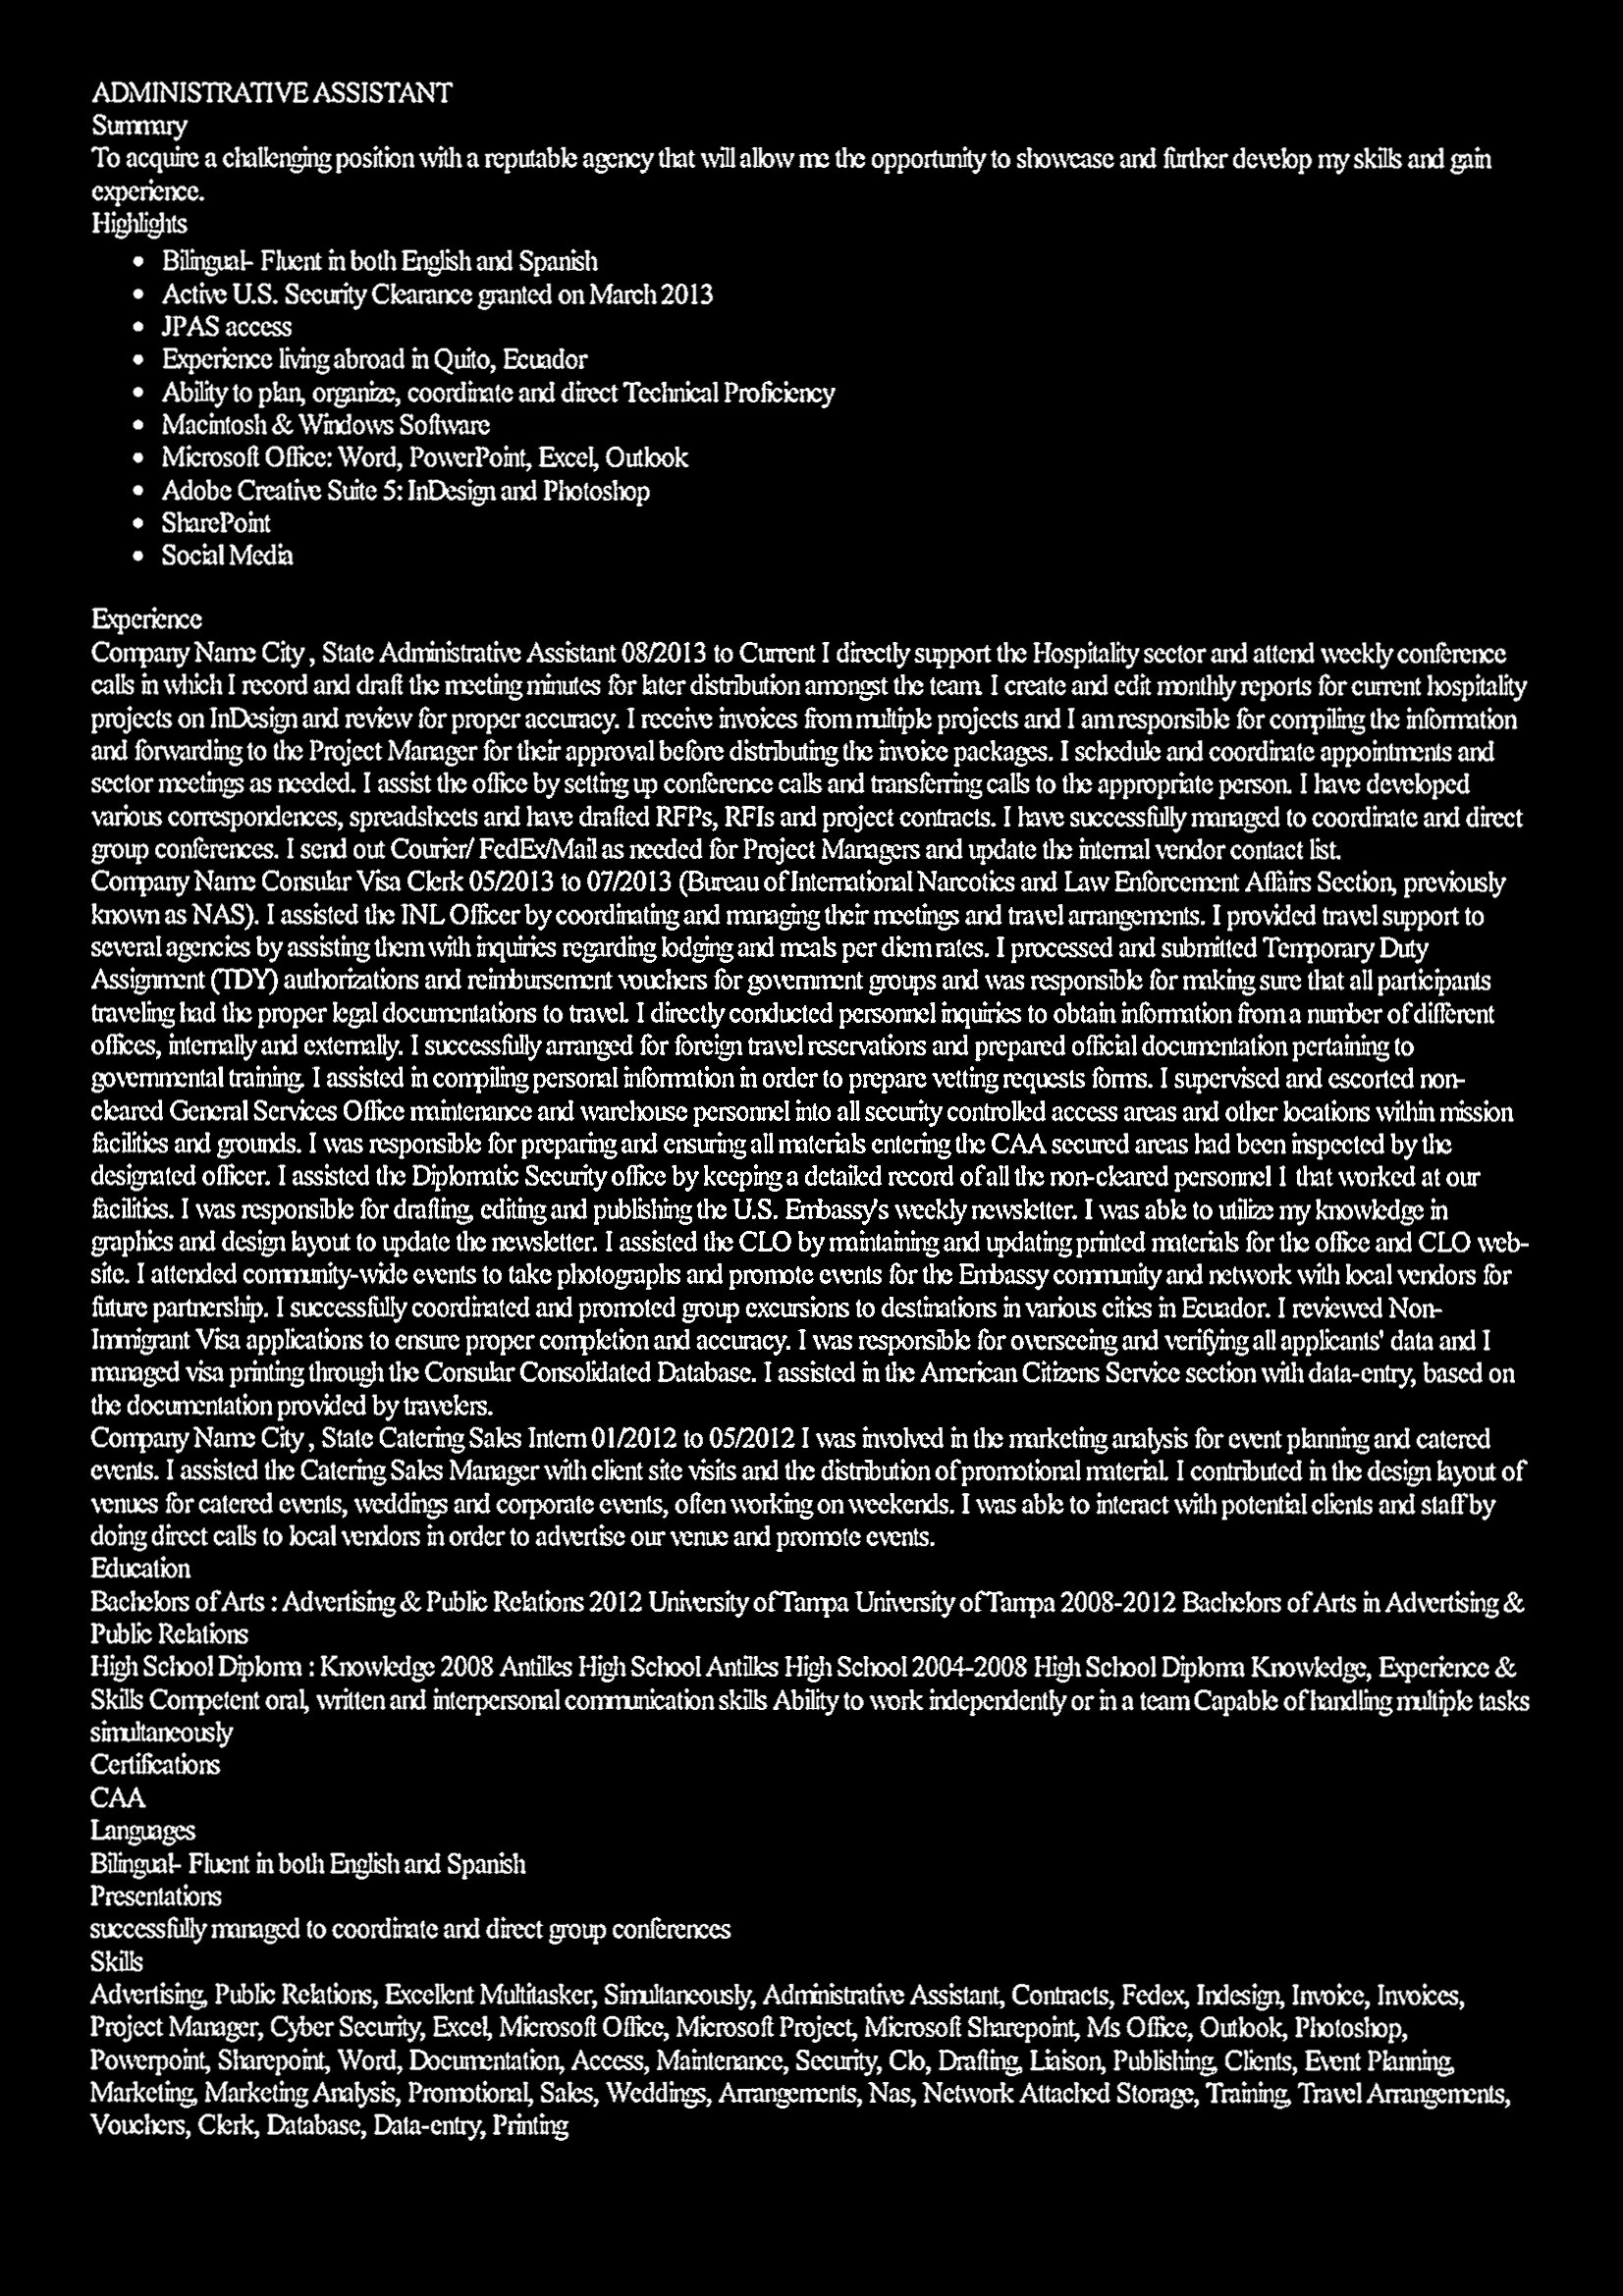 ADMINISTRATIVE ASSISTANT
Summary
To acquire a challenging position with a reputable agency that will allow me the opportunity to showcase and further develop my skills and gain
experience.
Highlights
• Bilingual- Fluent in both English and Spanish
• Active U.S. Security Clearance granted on March 2013
• JPAS access
• Experience living abroad in Quito, Ecuador
• Ability to plan, organize, coordinate and direct Technical Proficiency
• Macintosh & Windows Software
• Microsoft Office: Word, PowerPoint, Excel, Outlook
• Adobe Creative Suite 5: InDesign and Photoshop
• SharePoint
• Social Media
Experience
Company Name City , State Administrative Assistant 08/2013 to Current I directly support the Hospitality sector and attend weekly conference
calls in which I record and draft the meeting minutes for later distribution amongst the team. I create and edit monthly reports for current hospitality
projects on InDesign and review for proper accuracy. I receive invoices from multiple projects and I am responsible for compiling the information
and forwarding to the Project Manager for their approval before distributing the invoice packages. I schedule and coordinate appointments and
sector meetings as needed. I assist the office by setting up conference calls and transferring calls to the appropriate person. I have developed
various correspondences, spreadsheets and have drafted RFPs, RFIs and project contracts. I have successfully managed to coordinate and direct
group conferences. I send out Courier/ FedEx/Mail as needed for Project Managers and update the internal vendor contact list.
Company Name Consular Visa Clerk 05/2013 to 07/2013 (Bureau of International Narcotics and Law Enforcement Affairs Section, previously
known as NAS). I assisted the INL Officer by coordinating and managing their meetings and travel arrangements. I provided travel support to
several agencies by assisting them with inquiries regarding lodging and meals per diem rates. I processed and submitted Temporary Duty
Assignment (TDY) authorizations and reimbursement vouchers for government groups and was responsible for making sure that all participants
traveling had the proper legal documentations to travel. I directly conducted personnel inquiries to obtain information from a number of different
offices, internally and externally. I successfully arranged for foreign travel reservations and prepared official documentation pertaining to
governmental training. I assisted in compiling personal information in order to prepare vetting requests forms. I supervised and escorted non-
cleared General Services Office maintenance and warehouse personnel into all security controlled access areas and other locations within mission
facilities and grounds. I was responsible for preparing and ensuring all materials entering the CAA secured areas had been inspected by the
designated officer. I assisted the Diplomatic Security office by keeping a detailed record of all the non-cleared personnel 1 that worked at our
facilities. I was responsible for drafting, editing and publishing the U.S. Embassy's weekly newsletter. I was able to utilize my knowledge in
graphics and design layout to update the newsletter. I assisted the CLO by maintaining and updating printed materials for the office and CLO web-
site. I attended community-wide events to take photographs and promote events for the Embassy community and network with local vendors for
future partnership. I successfully coordinated and promoted group excursions to destinations in various cities in Ecuador. I reviewed Non-
Immigrant Visa applications to ensure proper completion and accuracy. I was responsible for overseeing and verifying all applicants' data and I
managed visa printing through the Consular Consolidated Database. I assisted in the American Citizens Service section with data-entry, based on
the documentation provided by travelers.
Company Name City , State Catering Sales Intern 01/2012 to 05/2012 I was involved in the marketing analysis for event planning and catered
events. I assisted the Catering Sales Manager with client site visits and the distribution of promotional material. I contributed in the design layout of
venues for catered events, weddings and corporate events, often working on weekends. I was able to interact with potential clients and staff by
doing direct calls to local vendors in order to advertise our venue and promote events.
Education
Bachelors of Arts : Advertising & Public Relations 2012 University of Tampa University of Tampa 2008-2012 Bachelors of Arts in Advertising &
Public Relations
High School Diploma : Knowledge 2008 Antilles High School Antilles High School 2004-2008 High School Diploma Knowledge, Experience &
Skills Competent oral, written and interpersonal communication skills Ability to work independently or in a team Capable of handling multiple tasks
simultaneously
Certifications
CAA
Languages
Bilingual- Fluent in both English and Spanish
Presentations
successfully managed to coordinate and direct group conferences
Skills
Advertising, Public Relations, Excellent Multitasker, Simultaneously, Administrative Assistant, Contracts, Fedex, Indesign, Invoice, Invoices,
Project Manager, Cyber Security, Excel, Microsoft Office, Microsoft Project, Microsoft Sharepoint, Ms Office, Outlook, Photoshop,
Powerpoint, Sharepoint, Word, Documentation, Access, Maintenance, Security, Clo, Drafting, Liaison, Publishing, Clients, Event Planning,
Marketing, Marketing Analysis, Promotional, Sales, Weddings, Arrangements, Nas, Network Attached Storage, Training, Travel Arrangements,
Vouchers, Clerk, Database, Data-entry, Printing